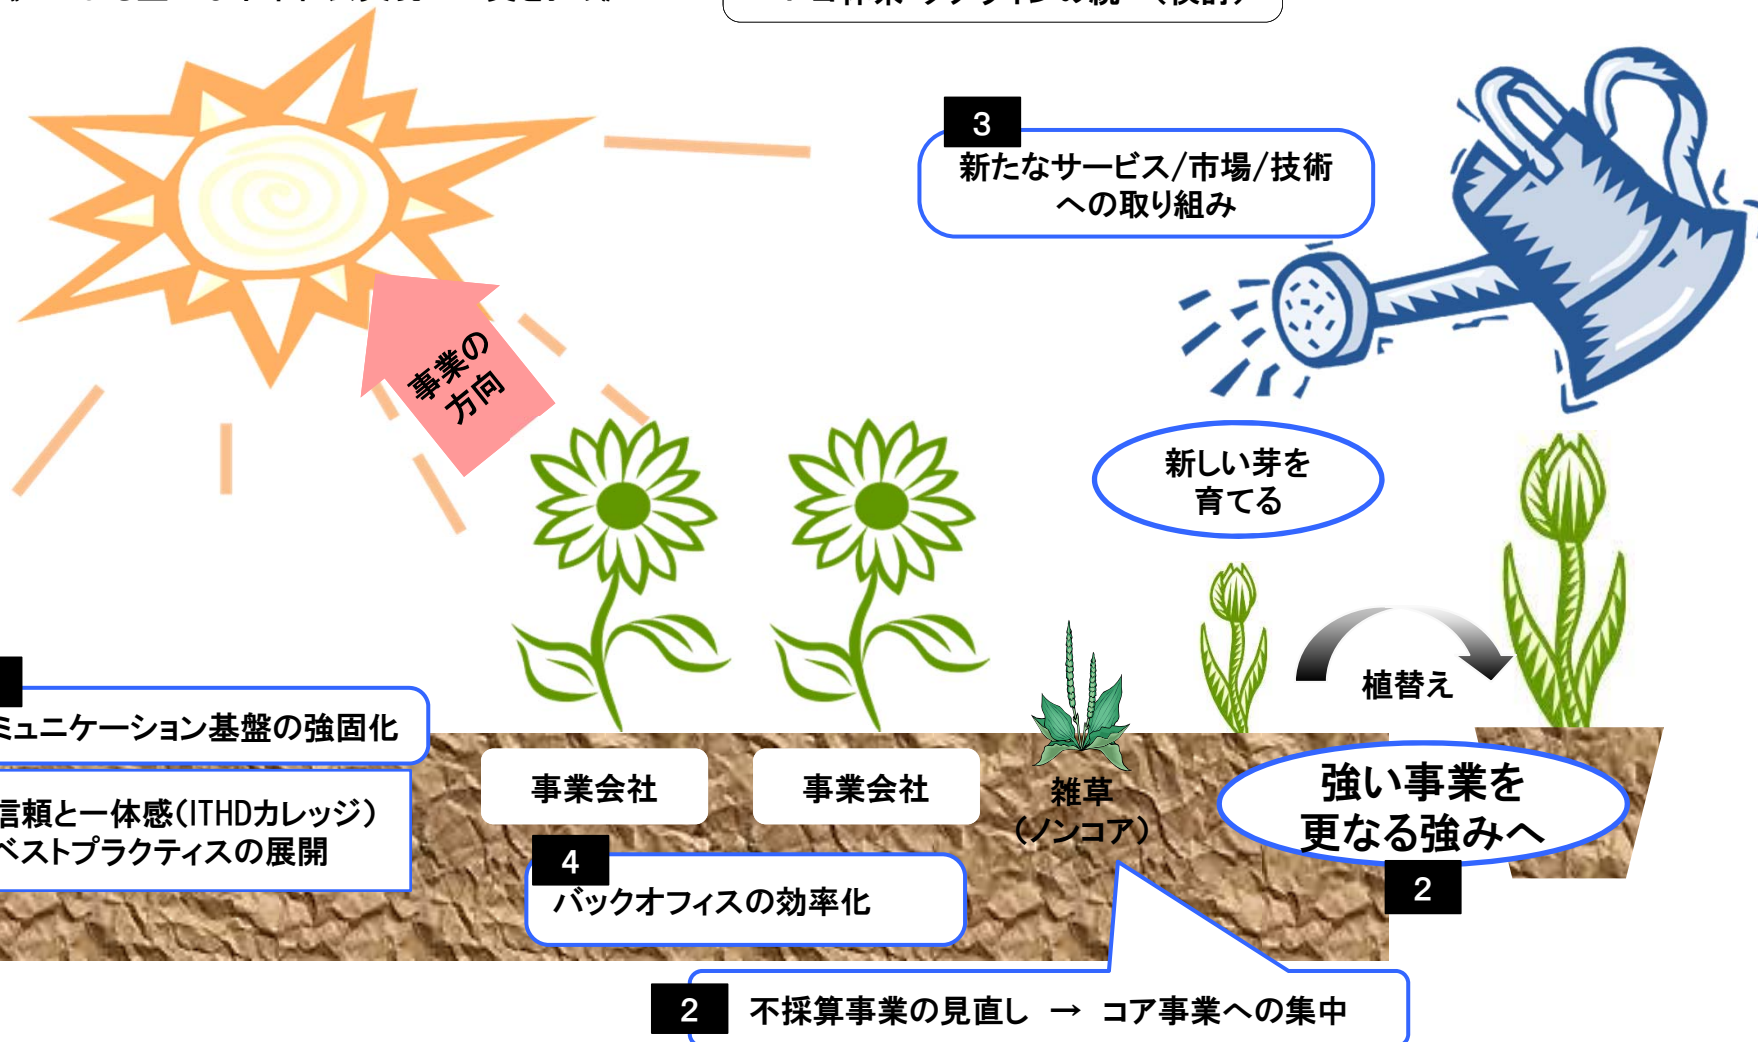 3
新たなサービス/市場/技術
への取り組み
事業の
方向
新しい芽を
育てる
植替え
ミュニケーション基盤の強固化
信頼と一体感(ITHDカレッジ)
ベストプラクティスの展開
事業会社
事業会社
雑草
(ノンコア)
強い事業を
更なる強みへ
2
4
バックオフィスの効率化
2
不採算事業の見直し → コア事業への集中